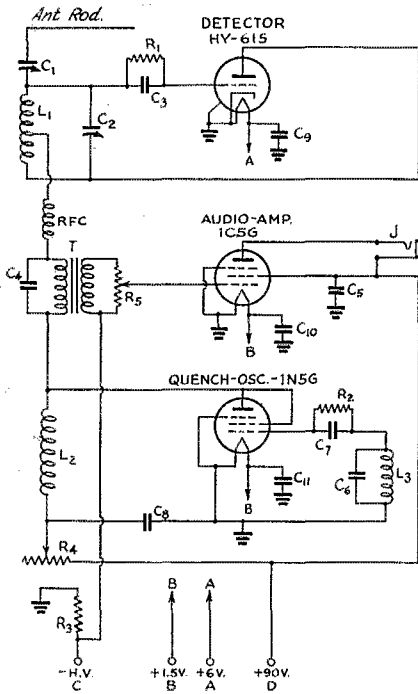 Ant Rod.
DETECTOR
HY-615
C1
R1
C3
L1
C2
C9
A
RFC
T
AUDIO-AMP.
1C5G
J
C4
R5
C5
C10
B
QUENCH-OSC.-1N5G
R2
C7
L2
C6
L3
C11
B
C8
R4
R3
B
A
-H.V.
+1.5V.
+6V.
+90V.
C
B
A
D